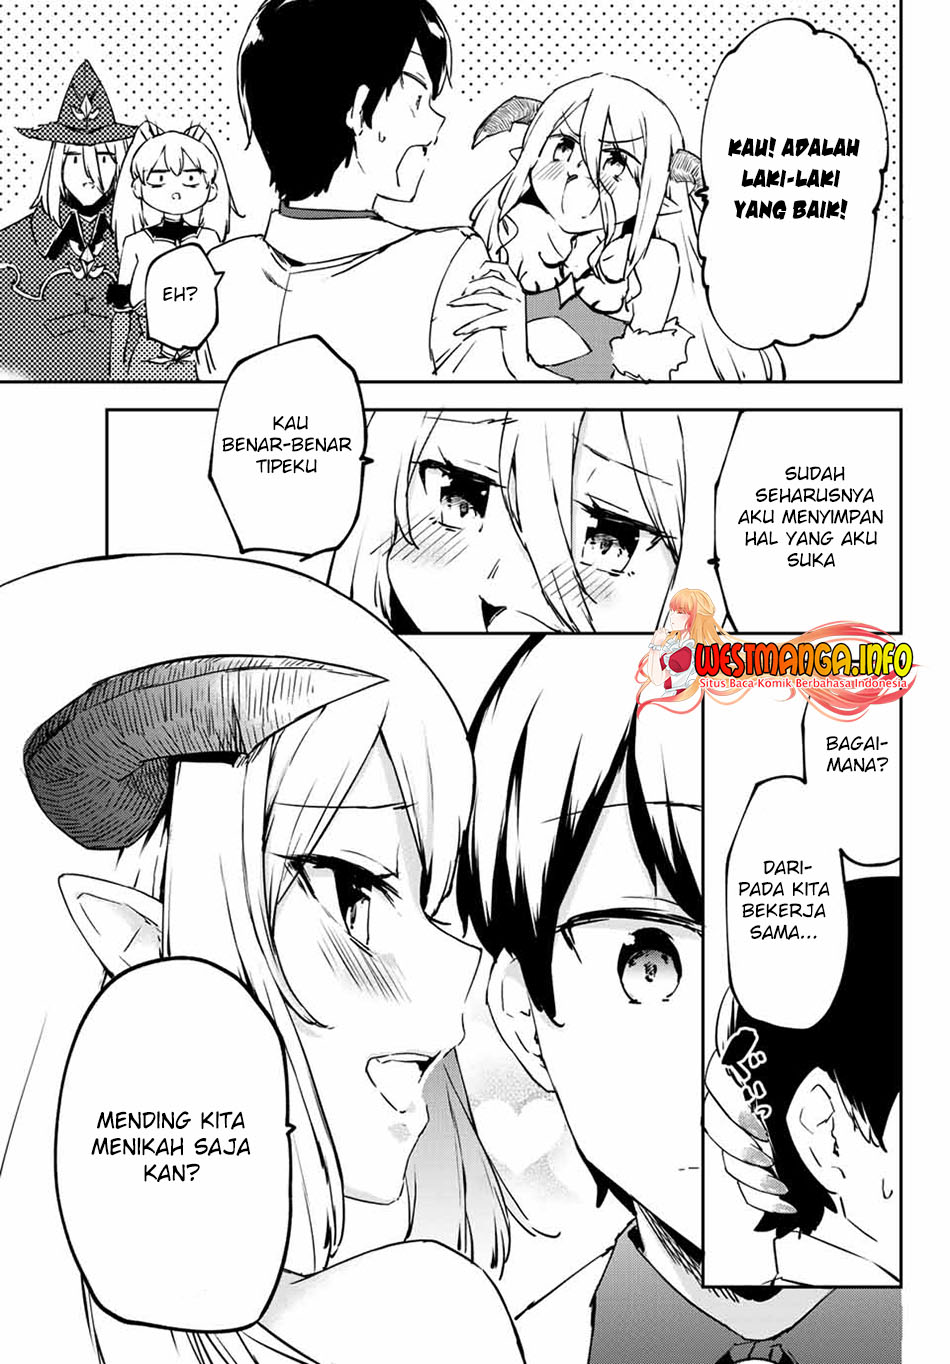 KAU! ADALAH
LAKI-LAKI
YANG BAIK!
EH?
SUDAH
SEHARUSNYA
AKU MENYIMPAN
HAL YANG AKU
SUKA
KAU
BENAR-BENAR
TIPEKU
WESTMANGA.INFO
Situs Baca Komik Berbahasa Indonesia
BAGAI-
MANA?
DARI-
PADA KITA
BEKERJA
SAMA...
MENDING KITA
MENIKAH SAJA
KAN?